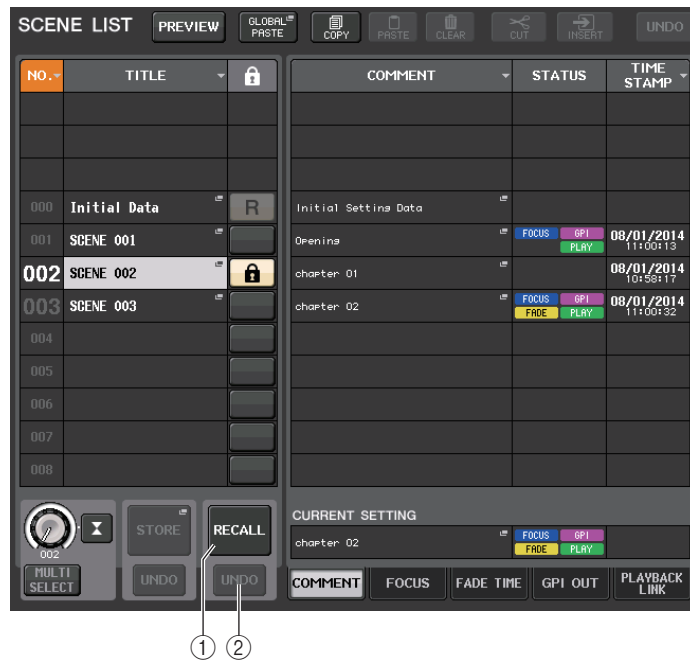 SCENE LIST PREVIEW GLOBAL PASTE COPY PASTE CLEAR CUT INSERT UNDO
NO. TITLE COMMENT STATUS TIME STAMP
000 Initial Data R Initial Setting Data
001 SCENE 001 Opening FOCUS GPI PLAY 08/01/2014 11:00:13
002 SCENE 002 chapter 01 08/01/2014 10:58:17
003 SCENE 003 chapter 02 FOCUS GPI FADE PLAY 08/01/2014 11:00:32
004
005
006
007
008
002 MULTI SELECT STORE UNDO RECALL UNDO
CURRENT SETTING
chapter 02 FOCUS GPI FADE PLAY
COMMENT FOCUS FADE TIME GPI OUT PLAYBACK LINK
① ②